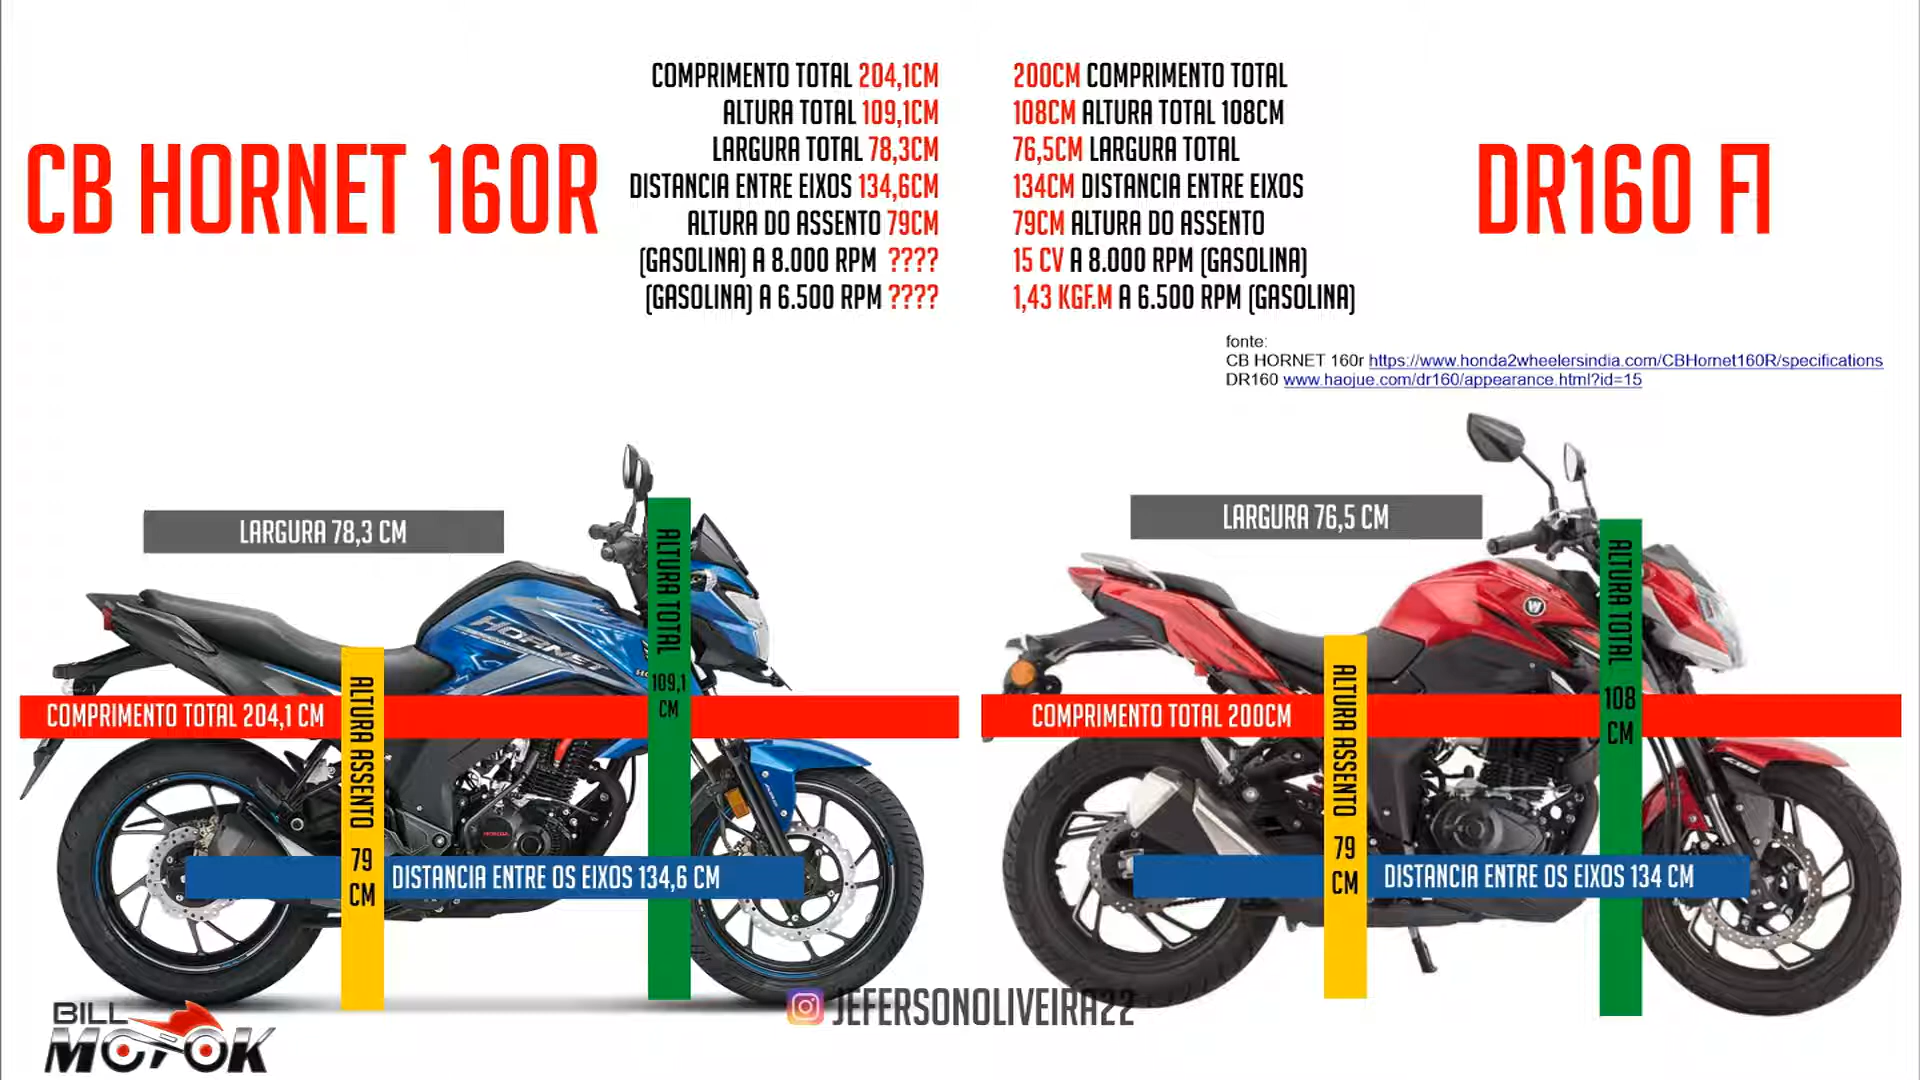 CB HORNET 160R
COMPRIMENTO TOTAL 204,1CM
ALTURA TOTAL 109,1CM
LARGURA TOTAL 78,3CM
DISTANCIA ENTRE EIXOS 134,6CM
ALTURA DO ASSENTO 79CM
(GASOLINA) A 8.000 RPM ????
(GASOLINA) A 6.500 RPM ????
200CM COMPRIMENTO TOTAL
108CM ALTURA TOTAL 108CM
76,5CM LARGURA TOTAL
134CM DISTANCIA ENTRE EIXOS
79CM ALTURA DO ASSENTO
15 CV A 8.000 RPM (GASOLINA)
1,43 KGF.M A 6.500 RPM (GASOLINA)
DR160 FI
fonte:
CB HORNET 160r https://www.honda2wheelersindia.com/CBHornet160R/specifications
DR160 www.haojue.com/dr160/appearance.html?id=15
LARGURA 78,3 CM
ALTURA TOTAL
109,1
CM
HORNET
COMPRIMENTO TOTAL 204,1 CM
ALTURA ASSENTO
79
CM
HONDA
DISTANCIA ENTRE OS EIXOS 134,6 CM
LARGURA 76,5 CM
ALTURA TOTAL
108
CM
W
COMPRIMENTO TOTAL 200CM
ALTURA ASSENTO
79
CM
DISTANCIA ENTRE OS EIXOS 134 CM
BILL
MOTOK
JEFERSONOLIVEIRA22